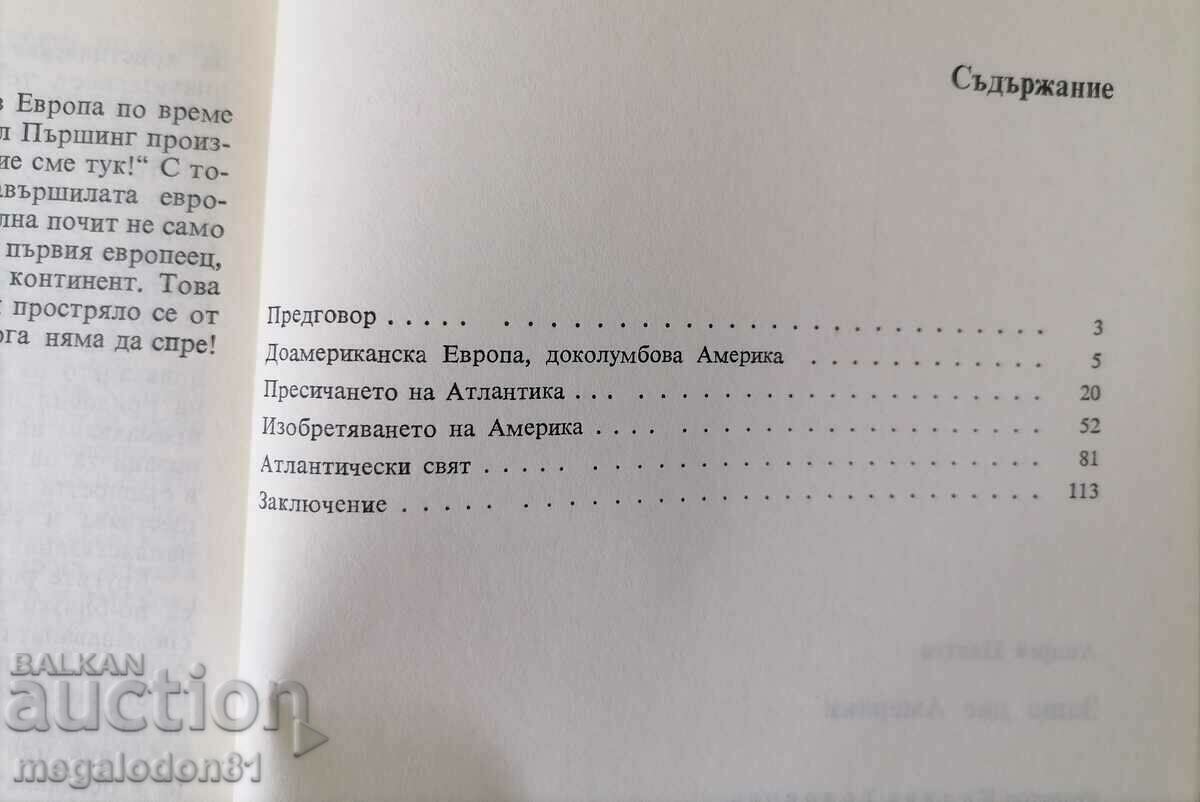 в Европа по време
л Пършинг произ-
ие сме тук!“ С то-
авършилата евро-
лна почит не само
първия европеец,
континент. Това
простряло се от
ога няма да спре!
Съдържание
Предговор . . . . . . . . . . . . . . . . . . . . . . . . . . . . . . 3
Доамериканска Европа, доколумбова Америка . . . . . . . . . . . . 5
Пресичането на Атлантика . . . . . . . . . . . . . . . . . . . . . . 20
Изобретяването на Америка . . . . . . . . . . . . . . . . . . . . . 52
Атлантически свят . . . . . . . . . . . . . . . . . . . . . . . . . . 81
Заключение . . . . . . . . . . . . . . . . . . . . . . . . . . . . . . 113
BALKAN
auction
megalodon81